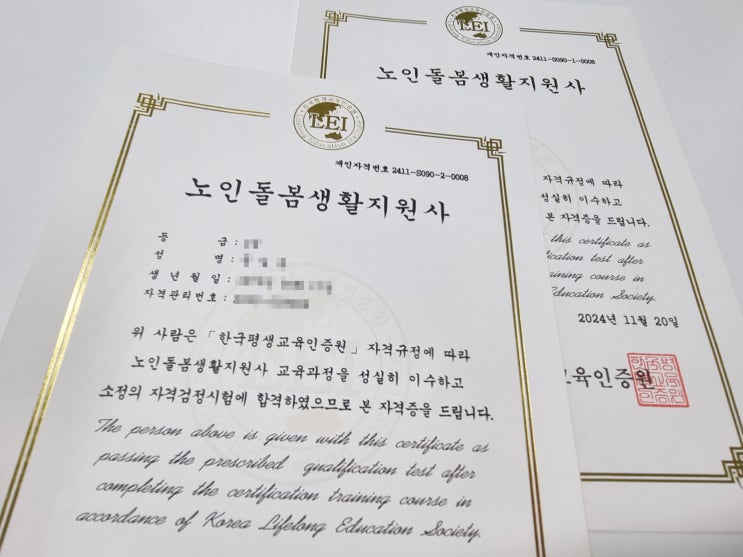 LEI
개인자격번호 2411-S090-2-0008
노인돌봄생활지원사
등 급 :
성 명 :
생 년 월 일 :
자격관리번호 :
위 사람은 「한국평생교육인증원」 자격규정에 따라
노인돌봄생활지원사 교육과정을 성실히 이수하고
소정의 자격검정시험에 합격하였으므로 본 자격증을 드립니다.
The person above is given with this certificate as
passing the prescribed qualification test after
completing the certification training course in
accordance of Korea Lifelong Education Society.
LEI
개인자격번호 2411-S090-1-0008
노인돌봄생활지원사
자격규정에 따라
성실히 이수하고
본 자격증을 드립니다.
this certificate as
test after
training course in
Education Society.
2024년 11월 20일
교육인증원